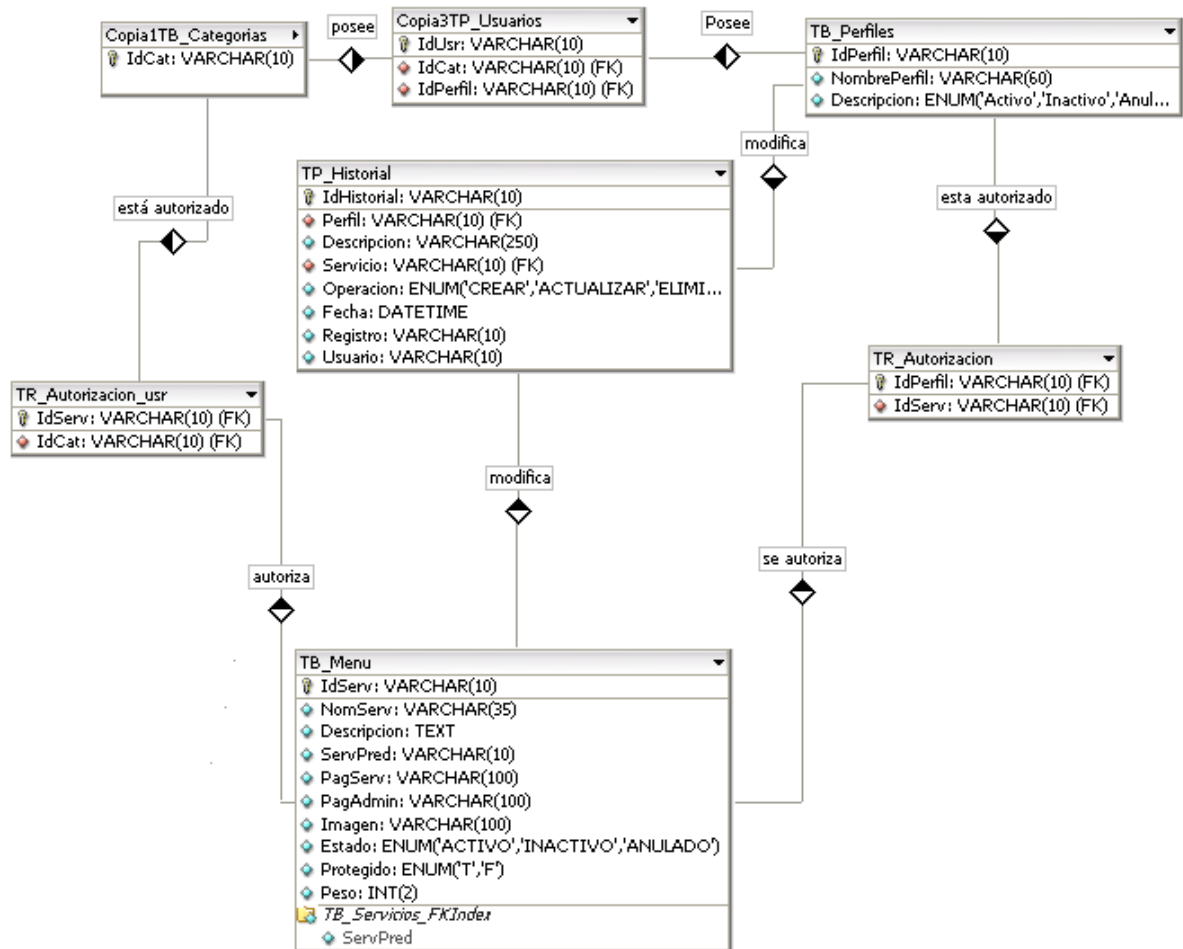 Copia1TB_Categorias
IdCat: VARCHAR(10)
posee
Copia3TP_Usuarios
IdUsr: VARCHAR(10)
IdCat: VARCHAR(10) (FK)
IdPerfil: VARCHAR(10) (FK)
Posee
TB_Perfiles
IdPerfil: VARCHAR(10)
NombrePerfil: VARCHAR(60)
Descripcion: ENUM('Activo','Inactivo','Anul...
modifica
TP_Historial
IdHistorial: VARCHAR(10)
Perfil: VARCHAR(10) (FK)
Descripcion: VARCHAR(250)
Servicio: VARCHAR(10) (FK)
Operacion: ENUM('CREAR','ACTUALIZAR','ELIMI...
Fecha: DATETIME
Registro: VARCHAR(10)
Usuario: VARCHAR(10)
está autorizado
esta autorizado
TR_Autorizacion_usr
IdServ: VARCHAR(10) (FK)
IdCat: VARCHAR(10) (FK)
TR_Autorizacion
IdPerfil: VARCHAR(10) (FK)
IdServ: VARCHAR(10) (FK)
modifica
autoriza
se autoriza
TB_Menu
IdServ: VARCHAR(10)
NomServ: VARCHAR(35)
Descripcion: TEXT
ServPred: VARCHAR(10)
PagServ: VARCHAR(100)
PagAdmin: VARCHAR(100)
Imagen: VARCHAR(100)
Estado: ENUM('ACTIVO','INACTIVO','ANULADO')
Protegido: ENUM('T','F')
Peso: INT(2)
TB_Servicios_FKIndex
ServPred